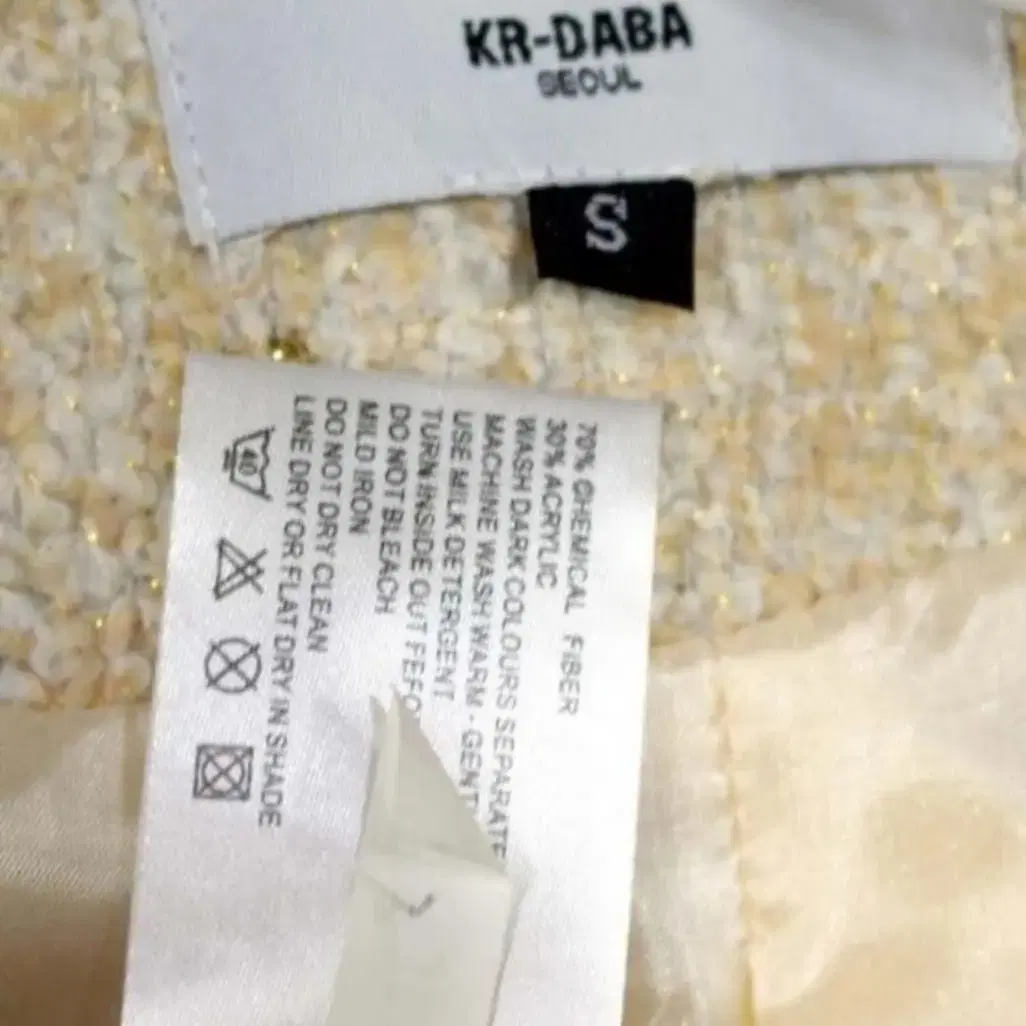 KR-DABA
SEOUL
S
70% CHEMICAL FIBER
30% ACRYLIC
WASH DARK COLOURS SEPARATE
MACHINE WASH WARM - GENT
USE MILK DETERGENT
TURN INSIDE OUT FEFO
DO NOT BLEACH
MILD IRON
DO NOT DRY CLEAN
LINE DRY OR FLAT DRY IN SHADE
40